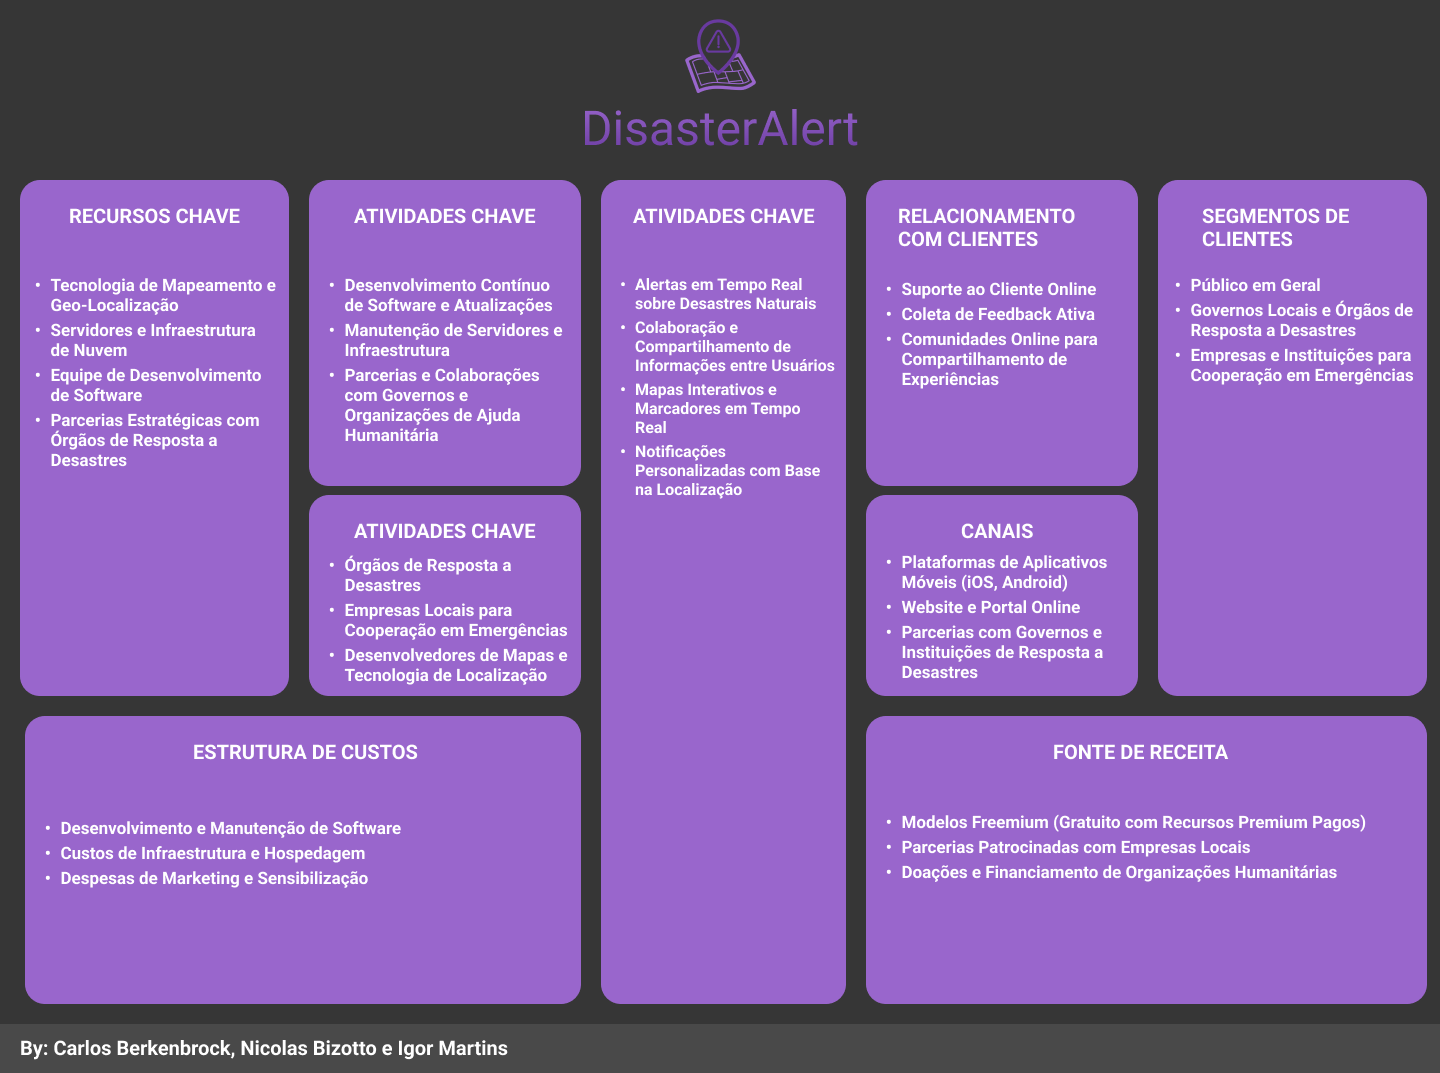 DisasterAlert
RECURSOS CHAVE
• Tecnologia de Mapeamento e
Geo-Localização
• Servidores e Infraestrutura
de Nuvem
• Equipe de Desenvolvimento
de Software
• Parcerias Estratégicas com
Órgãos de Resposta a
Desastres
ATIVIDADES CHAVE
• Desenvolvimento Contínuo
de Software e Atualizações
• Manutenção de Servidores e
Infraestrutura
• Parcerias e Colaborações
com Governos e
Organizações de Ajuda
Humanitária
ATIVIDADES CHAVE
• Órgãos de Resposta a
Desastres
• Empresas Locais para
Cooperação em Emergências
• Desenvolvedores de Mapas e
Tecnologia de Localização
ATIVIDADES CHAVE
• Alertas em Tempo Real
sobre Desastres Naturais
• Colaboração e
Compartilhamento de
Informações entre Usuários
• Mapas Interativos e
Marcadores em Tempo
Real
• Notificações
Personalizadas com Base
na Localização
RELACIONAMENTO
COM CLIENTES
• Suporte ao Cliente Online
• Coleta de Feedback Ativa
• Comunidades Online para
Compartilhamento de
Experiências
CANAIS
• Plataformas de Aplicativos
Móveis (iOS, Android)
• Website e Portal Online
• Parcerias com Governos e
Instituições de Resposta a
Desastres
SEGMENTOS DE
CLIENTES
• Público em Geral
• Governos Locais e Órgãos de
Resposta a Desastres
• Empresas e Instituições para
Cooperação em Emergências
ESTRUTURA DE CUSTOS
• Desenvolvimento e Manutenção de Software
• Custos de Infraestrutura e Hospedagem
• Despesas de Marketing e Sensibilização
FONTE DE RECEITA
• Modelos Freemium (Gratuito com Recursos Premium Pagos)
• Parcerias Patrocinadas com Empresas Locais
• Doações e Financiamento de Organizações Humanitárias
By: Carlos Berkenbrock, Nicolas Bizotto e Igor Martins